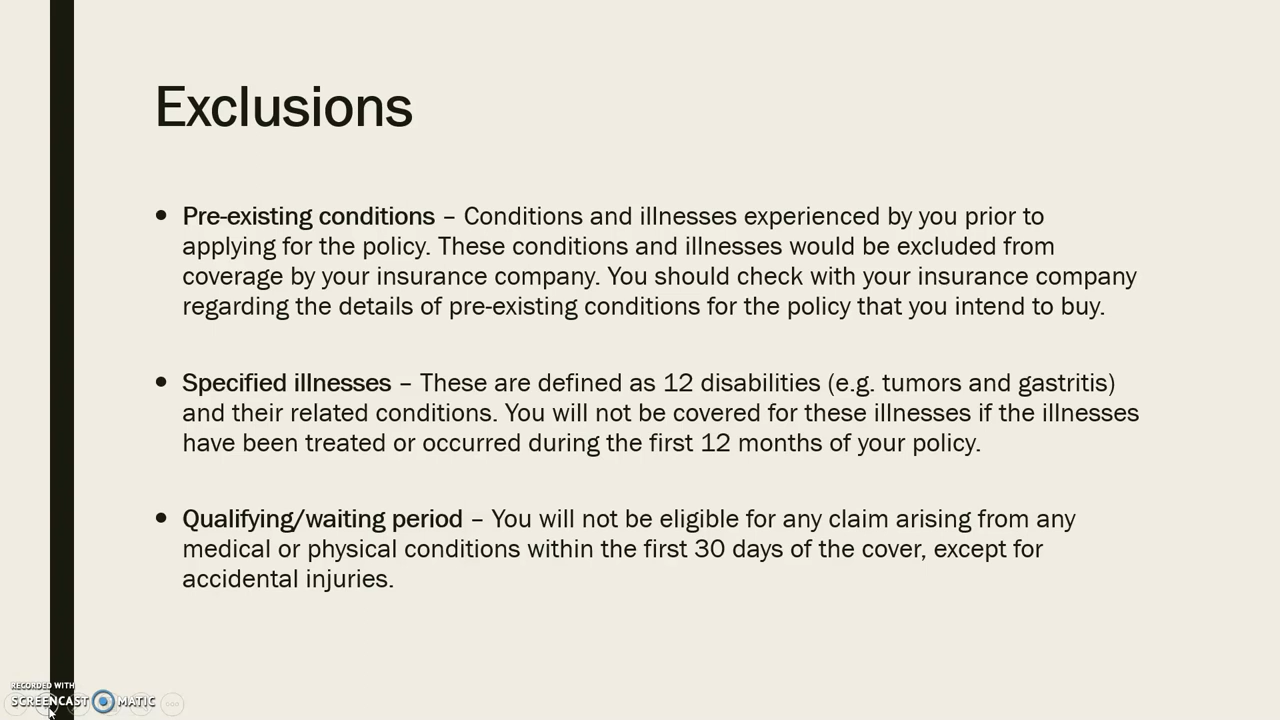 Exclusions
• Pre-existing conditions – Conditions and illnesses experienced by you prior to
applying for the policy. These conditions and illnesses would be excluded from
coverage by your insurance company. You should check with your insurance company
regarding the details of pre-existing conditions for the policy that you intend to buy.
• Specified illnesses – These are defined as 12 disabilities (e.g. tumors and gastritis)
and their related conditions. You will not be covered for these illnesses if the illnesses
have been treated or occurred during the first 12 months of your policy.
• Qualifying/waiting period – You will not be eligible for any claim arising from any
medical or physical conditions within the first 30 days of the cover, except for
accidental injuries.
RECORDED WITH
SCREENCAST MATIC